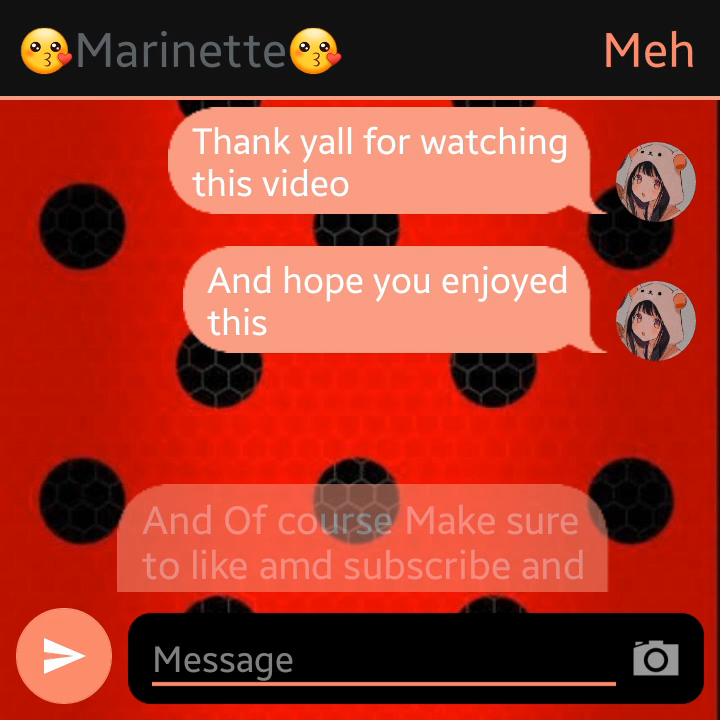 😗Marinette😗 Meh
Thank yall for watching
this video
And hope you enjoyed
this
And Of course Make sure
to like amd subscribe and
Message